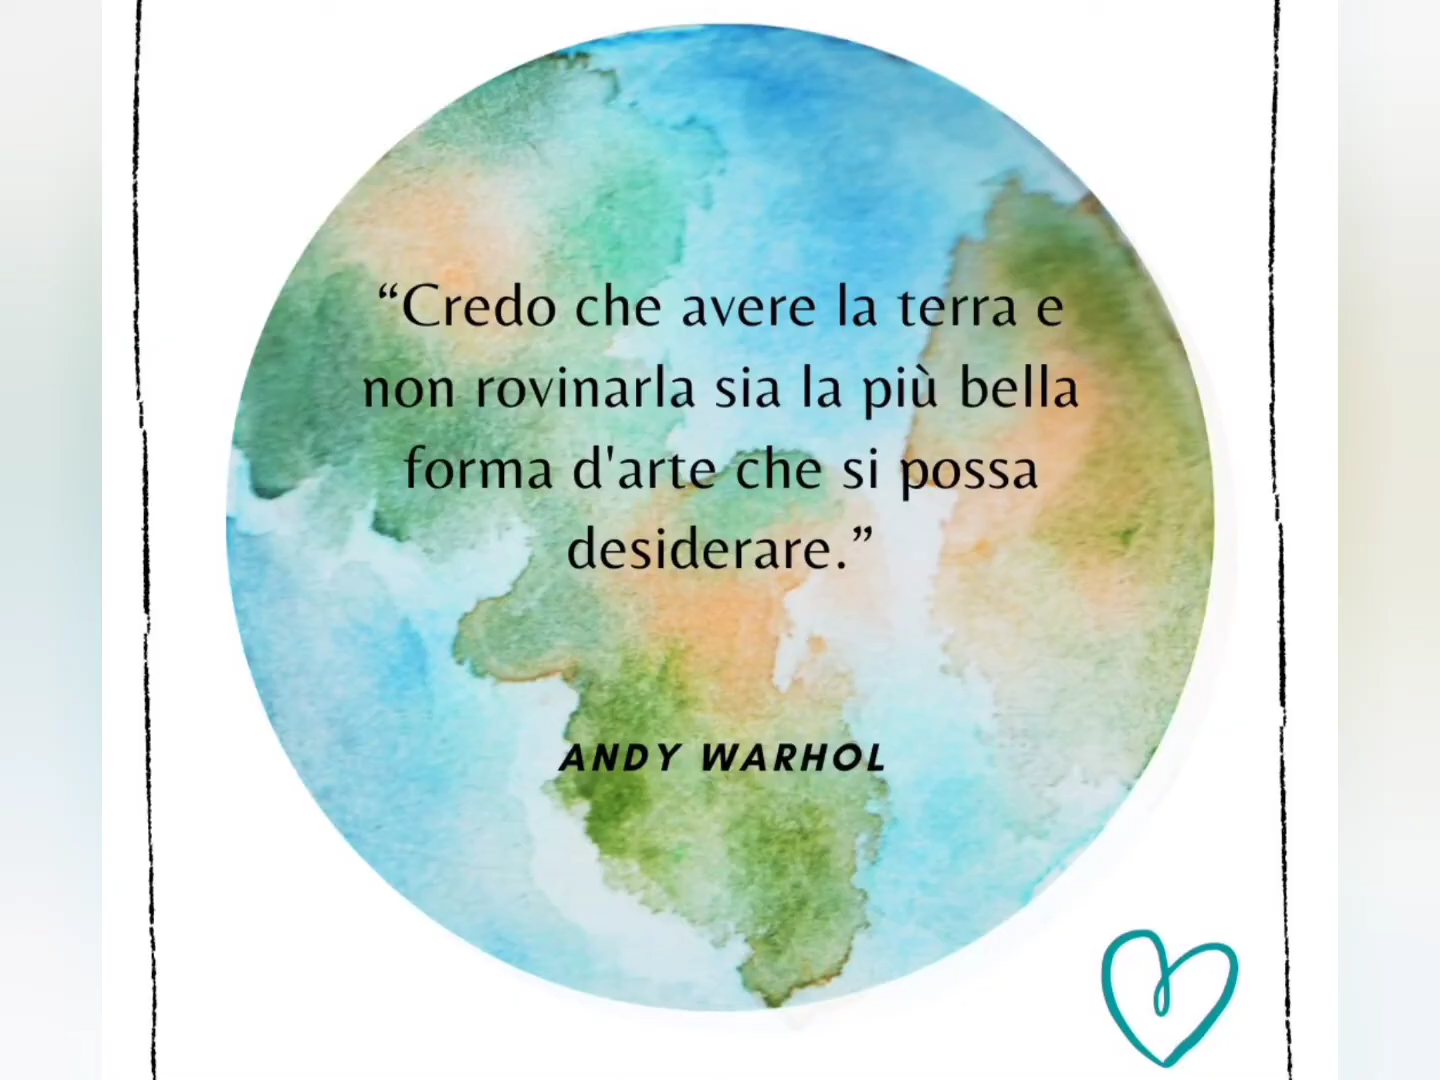 “Credo che avere la terra e
non rovinarla sia la più bella
forma d'arte che si possa
desiderare.”
ANDY WARHOL